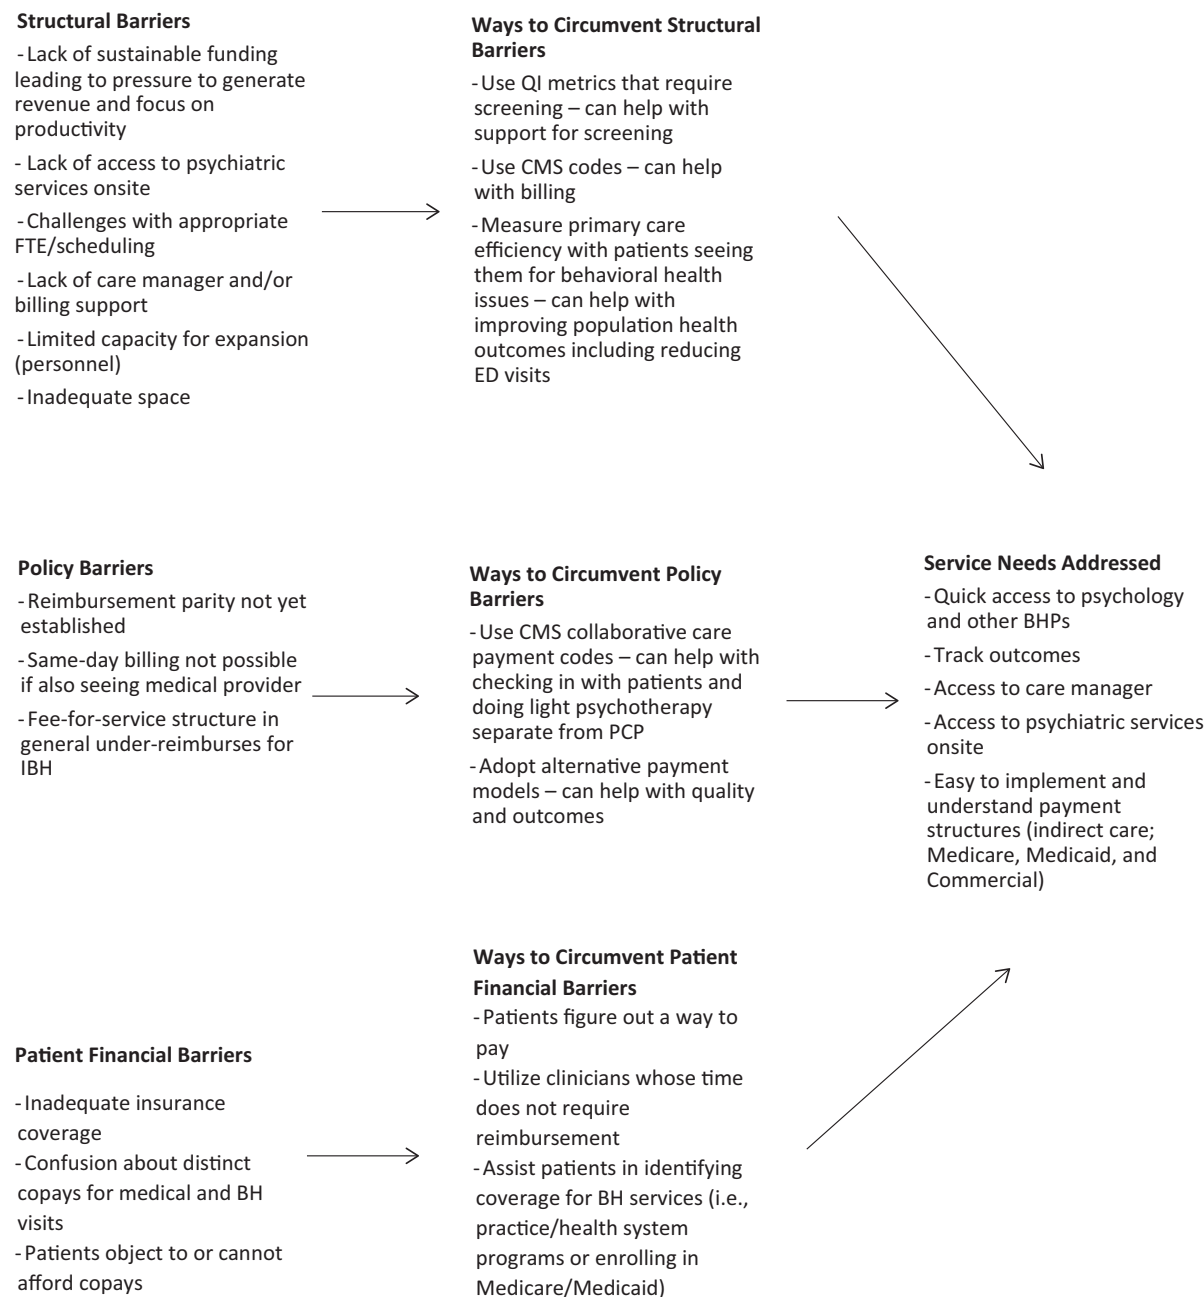 Structural Barriers
- Lack of sustainable funding
leading to pressure to generate
revenue and focus on
productivity
- Lack of access to psychiatric
services onsite
- Challenges with appropriate
FTE/scheduling
- Lack of care manager and/or
billing support
- Limited capacity for expansion
(personnel)
- Inadequate space
Ways to Circumvent Structural
Barriers
- Use QI metrics that require
screening – can help with
support for screening
- Use CMS codes – can help
with billing
- Measure primary care
efficiency with patients seeing
them for behavioral health
issues – can help with
improving population health
outcomes including reducing
ED visits
Policy Barriers
- Reimbursement parity not yet
established
- Same-day billing not possible
if also seeing medical provider
- Fee-for-service structure in
general under-reimburses for
IBH
Ways to Circumvent Policy
Barriers
- Use CMS collaborative care
payment codes – can help with
checking in with patients and
doing light psychotherapy
separate from PCP
- Adopt alternative payment
models – can help with quality
and outcomes
Service Needs Addressed
- Quick access to psychology
and other BHPs
- Track outcomes
- Access to care manager
- Access to psychiatric services
onsite
- Easy to implement and
understand payment
structures (indirect care;
Medicare, Medicaid, and
Commercial)
Patient Financial Barriers
- Inadequate insurance
coverage
- Confusion about distinct
copays for medical and BH
visits
- Patients object to or cannot
afford copays
Ways to Circumvent Patient
Financial Barriers
- Patients figure out a way to
pay
- Utilize clinicians whose time
does not require
reimbursement
- Assist patients in identifying
coverage for BH services (i.e.,
practice/health system
programs or enrolling in
Medicare/Medicaid)